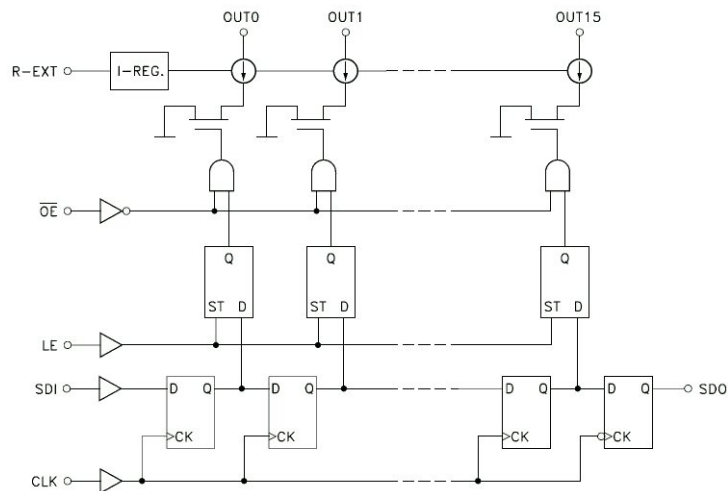 OUT0 OUT1 OUT15
R-EXT I-REG.
OE
Q Q Q
ST D ST D ST D
LE
SDI D Q D Q D Q D Q SDO
CK CK CK CK
CLK